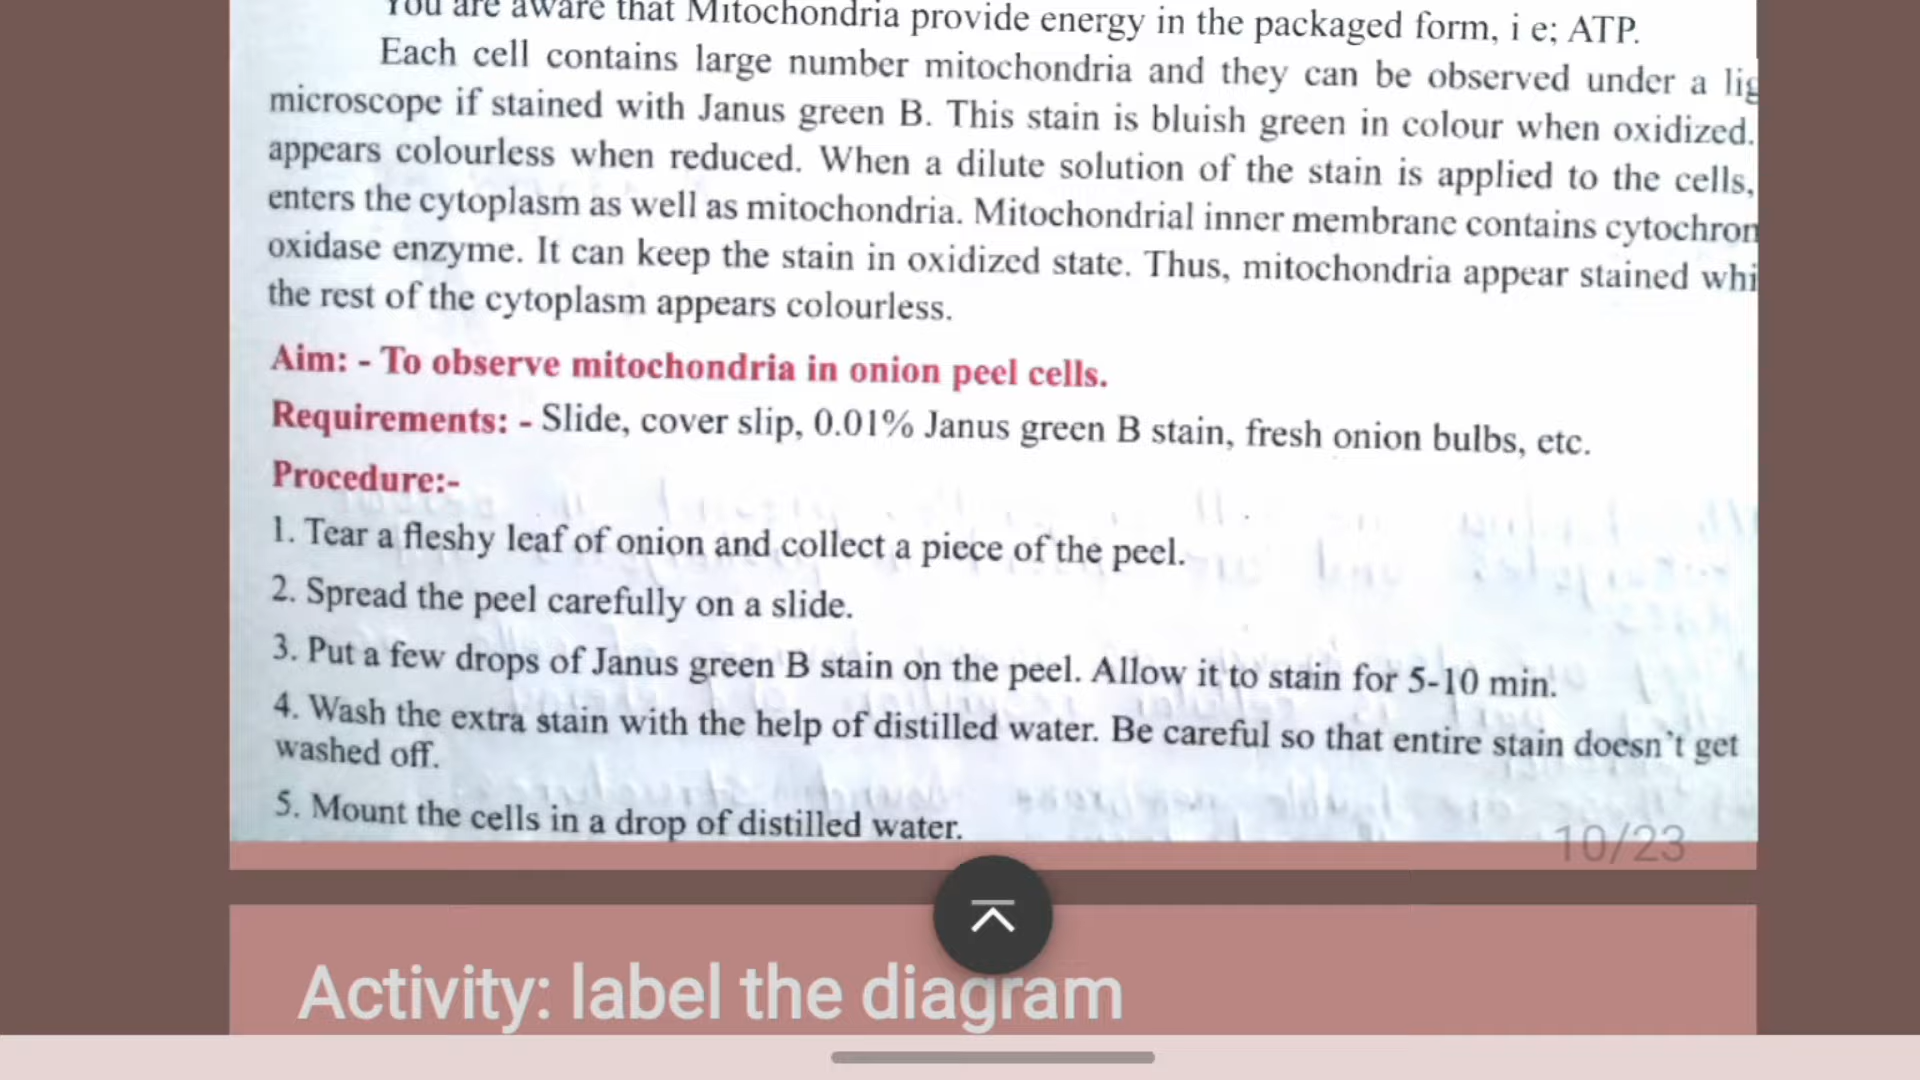 You are aware that Mitochondria provide energy in the packaged form, i e; ATP.
Each cell contains large number mitochondria and they can be observed under a lig
microscope if stained with Janus green B. This stain is bluish green in colour when oxidized.
appears colourless when reduced. When a dilute solution of the stain is applied to the cells,
enters the cytoplasm as well as mitochondria. Mitochondrial inner membrane contains cytochrom
oxidase enzyme. It can keep the stain in oxidized state. Thus, mitochondria appear stained whi
the rest of the cytoplasm appears colourless.
Aim: - To observe mitochondria in onion peel cells.
Requirements: - Slide, cover slip, 0.01% Janus green B stain, fresh onion bulbs, etc.
Procedure:-
1. Tear a fleshy leaf of onion and collect a piece of the peel.
2. Spread the peel carefully on a slide.
3. Put a few drops of Janus green B stain on the peel. Allow it to stain for 5-10 min.
4. Wash the extra stain with the help of distilled water. Be careful so that entire stain doesn't get
washed off.
5. Mount the cells in a drop of distilled water.
10/23
Activity: label the diagram